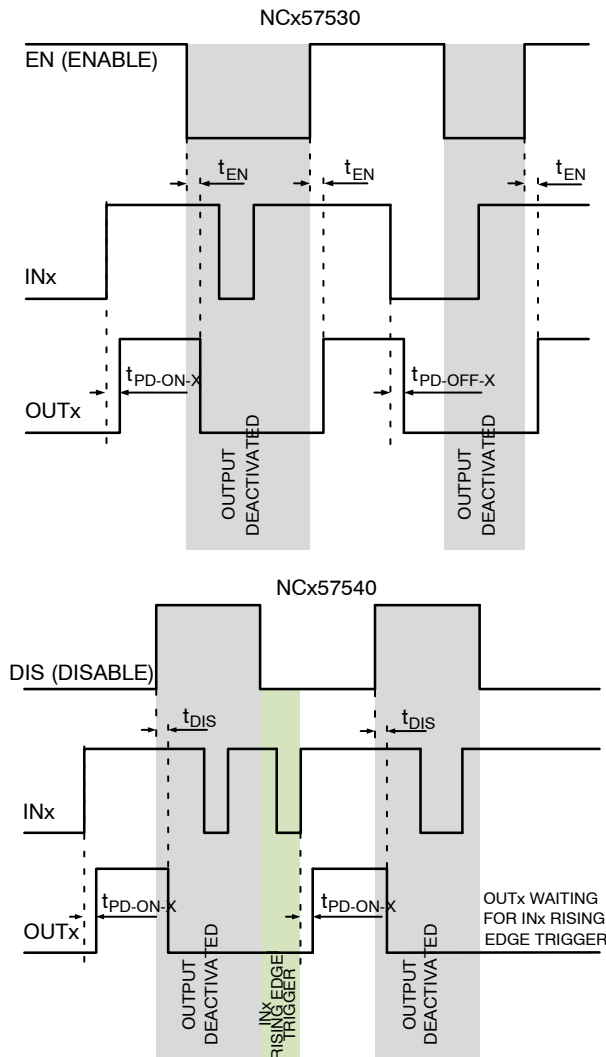 NCx57530
EN (ENABLE)
tEN
tEN
tEN
INx
tPD-ON-X
tPD-OFF-X
OUTx
OUTPUT
DEACTIVATED
OUTPUT
DEACTIVATED
NCx57540
DIS (DISABLE)
tDIS
tDIS
INx
tPD-ON-X
tPD-ON-X
OUTx WAITING
FOR INx RISING
EDGE TRIGGER
OUTx
OUTPUT
DEACTIVATED
INx
RISING EDGE
TRIGGER
OUTPUT
DEACTIVATED